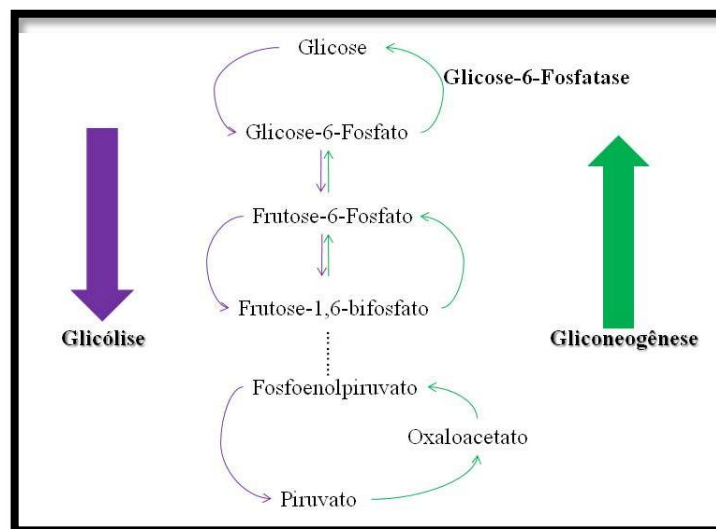 Glicose
Glicose-6-Fosfatase
Glicose-6-Fosfato
Frutose-6-Fosfato
Frutose-1,6-bifosfato
Glicólise
Gliconeogênese
Fosfoenolpiruvato
Oxaloacetato
Piruvato